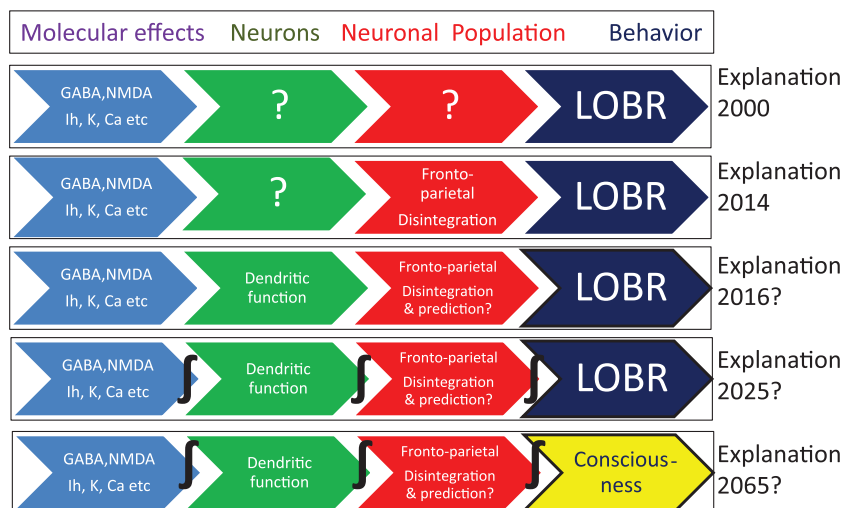 Molecular effects Neurons Neuronal Population Behavior
GABA,NMDA
Ih, K, Ca etc
?
?
LOBR
Explanation
2000
GABA,NMDA
Ih, K, Ca etc
?
Fronto-
parietal
Disintegration
LOBR
Explanation
2014
GABA,NMDA
Ih, K, Ca etc
Dendritic
function
Fronto-parietal
Disintegration
& prediction?
LOBR
Explanation
2016?
GABA,NMDA
Ih, K, Ca etc
∫
Dendritic
function
∫
Fronto-parietal
Disintegration
& prediction?
∫
LOBR
Explanation
2025?
GABA,NMDA
Ih, K, Ca etc
∫
Dendritic
function
∫
Fronto-parietal
Disintegration
& prediction?
∫
Conscious-
ness
Explanation
2065?